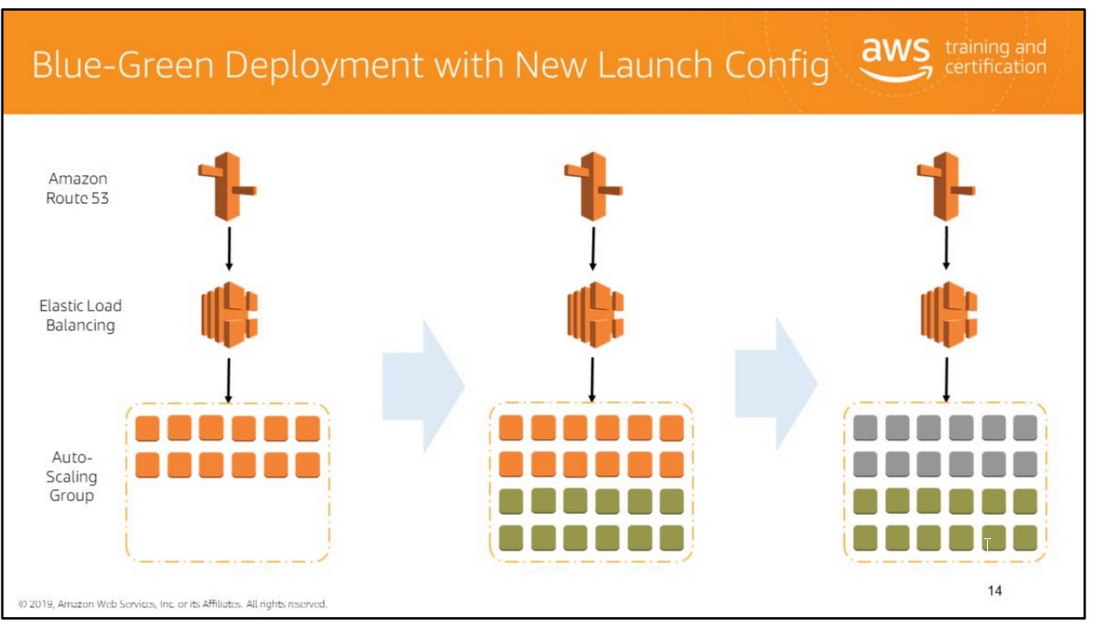 Blue-Green Deployment with New Launch Config
aws training and
certification
Amazon
Route 53
Elastic Load
Balancing
Auto-
Scaling
Group
14
© 2019, Amazon Web Services, Inc. or its Affiliates. All rights reserved.